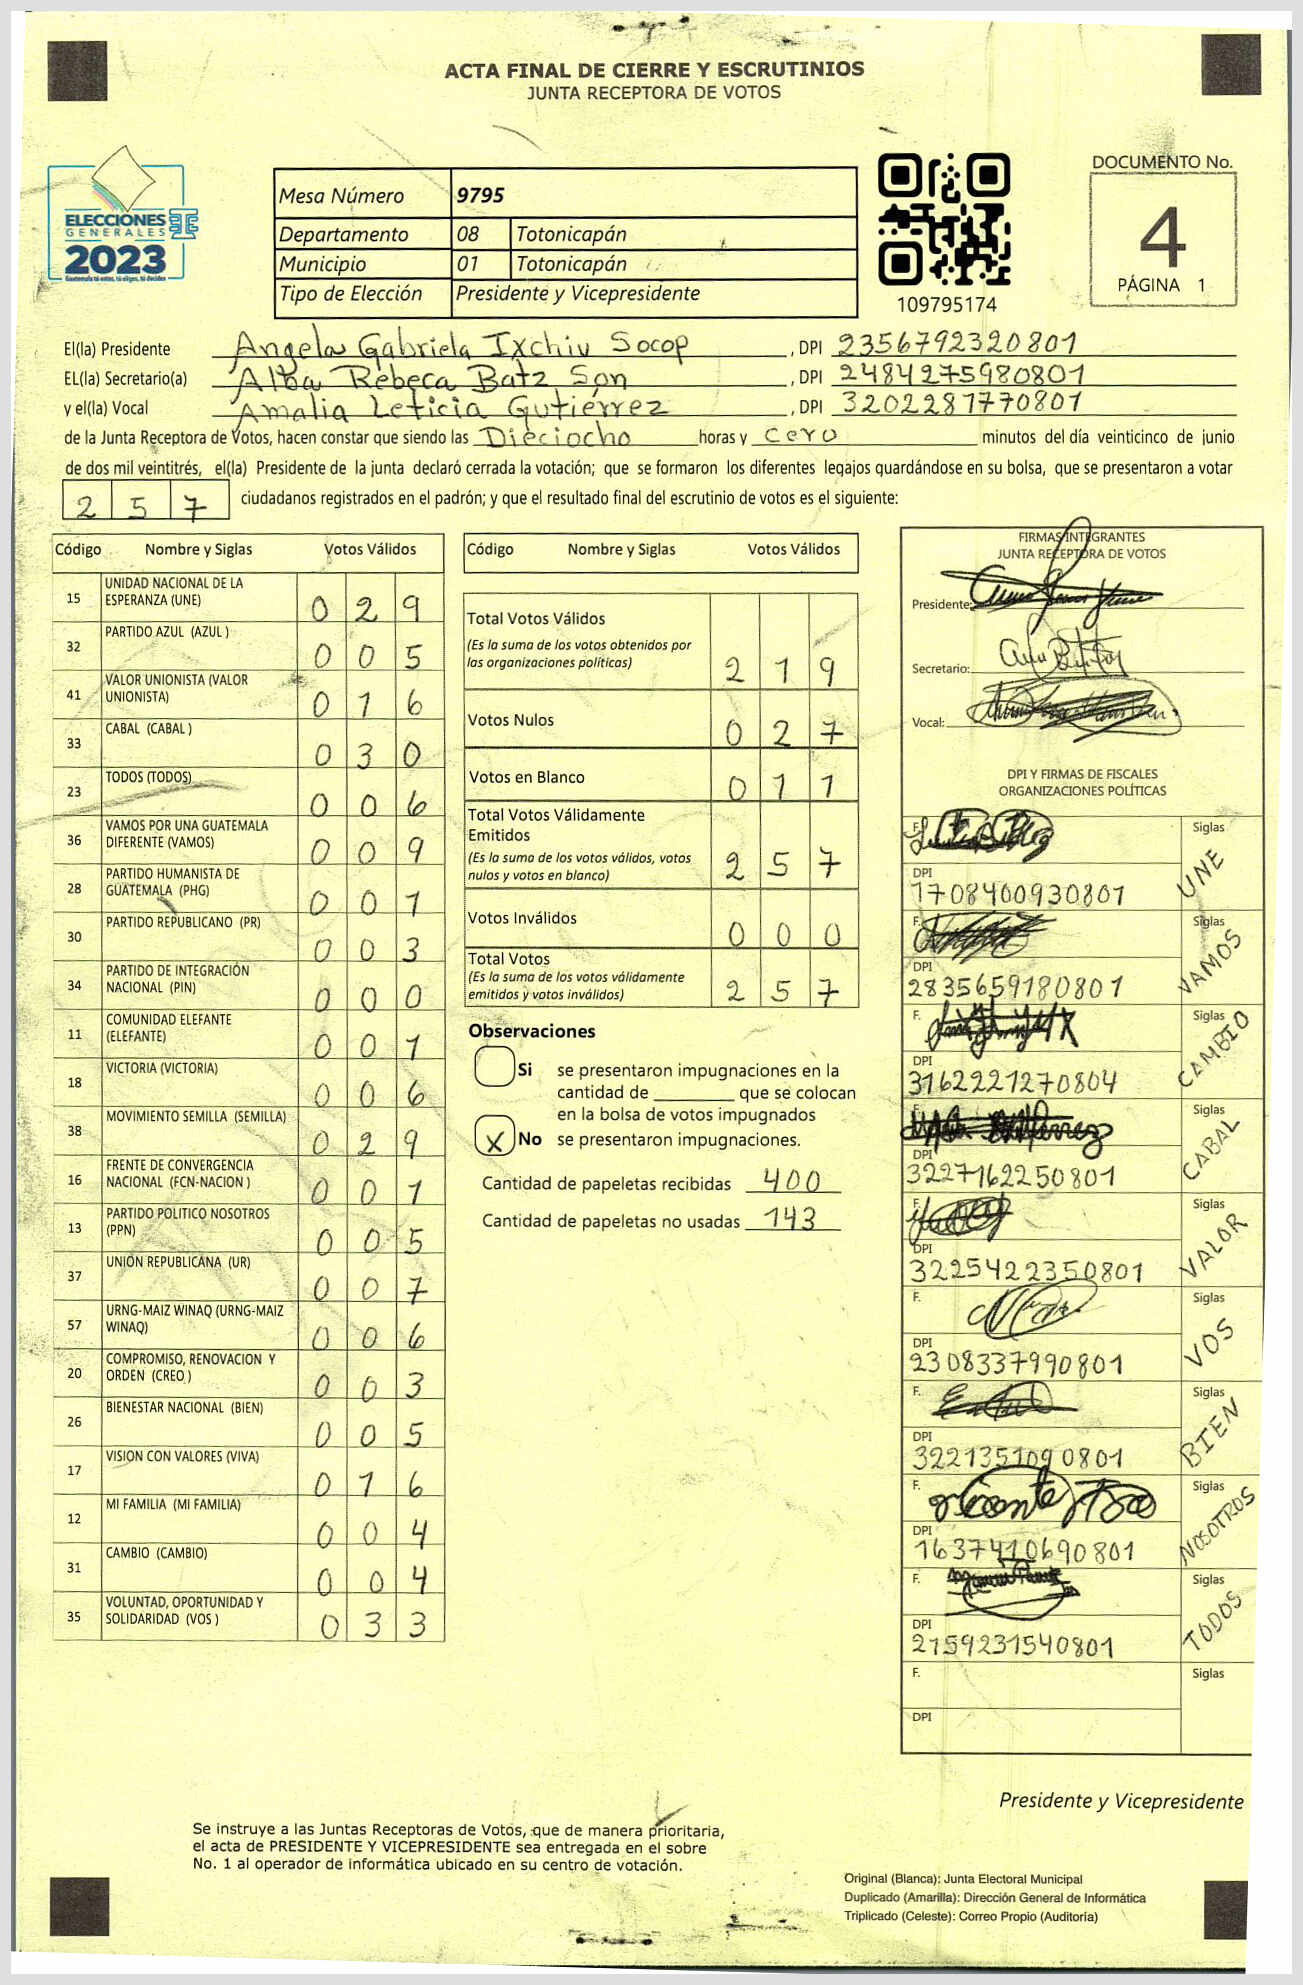 ACTA FINAL DE CIERRE Y ESCRUTINIOS
JUNTA RECEPTORA DE VOTOS
ELECCIONES
GENERALES
2023
Guatemala tú votas, tú eliges, tú decides
Mesa Número 9795
Departamento 08 Totonicapán
Municipio 01 Totonicapán
Tipo de Elección Presidente y Vicepresidente
109795174
DOCUMENTO No.
4
PÁGINA 1
El(la) Presidente Angela Gabriela Ixchiu Socop, DPI 2356792320801
EL(la) Secretario(a) Alba Rebeca Batz Son, DPI 2484275980801
y el(la) Vocal Amalia Leticia Gutiérrez, DPI 3202281770801
de la Junta Receptora de Votos, hacen constar que siendo las Dieciocho horas y cero minutos del día veinticinco de junio
de dos mil veintitrés, el(la) Presidente de la junta declaró cerrada la votación; que se formaron los diferentes legajos quardándose en su bolsa, que se presentaron a votar
2 5 7 ciudadanos registrados en el padrón; y que el resultado final del escrutinio de votos es el siguiente:
Código Nombre y Siglas Votos Válidos
15 UNIDAD NACIONAL DE LA
ESPERANZA (UNE) 0 2 9
32 PARTIDO AZUL (AZUL ) 0 0 5
41 VALOR UNIONISTA (VALOR
UNIONISTA) 0 1 6
33 CABAL (CABAL ) 0 3 0
23 TODOS (TODOS) 0 0 6
36 VAMOS POR UNA GUATEMALA
DIFERENTE (VAMOS) 0 0 9
28 PARTIDO HUMANISTA DE
GUATEMALA (PHG) 0 0 1
30 PARTIDO REPUBLICANO (PR) 0 0 3
34 PARTIDO DE INTEGRACIÓN
NACIONAL (PIN) 0 0 0
11 COMUNIDAD ELEFANTE
(ELEFANTE) 0 0 1
18 VICTORIA (VICTORIA) 0 0 6
38 MOVIMIENTO SEMILLA (SEMILLA) 0 2 9
16 FRENTE DE CONVERGENCIA
NACIONAL (FCN-NACION ) 0 0 1
13 PARTIDO POLITICO NOSOTROS
(PPN) 0 0 5
37 UNION REPUBLICANA (UR) 0 0 7
57 URNG-MAIZ WINAQ (URNG-MAIZ
WINAQ) 0 0 6
20 COMPROMISO, RENOVACION Y
ORDEN (CREO ) 0 0 3
26 BIENESTAR NACIONAL (BIEN) 0 0 5
17 VISION CON VALORES (VIVA) 0 1 6
12 MI FAMILIA (MI FAMILIA) 0 0 4
31 CAMBIO (CAMBIO) 0 0 4
35 VOLUNTAD, OPORTUNIDAD Y
SOLIDARIDAD (VOS ) 0 3 3
Código Nombre y Siglas Votos Válidos
Total Votos Válidos
(Es la suma de los votos obtenidos por
las organizaciones políticas) 2 1 9
Votos Nulos 0 2 7
Votos en Blanco 0 1 1
Total Votos Válidamente
Emitidos
(Es la suma de los votos válidos, votos
nulos y votos en blanco) 2 5 7
Votos Inválidos 0 0 0
Total Votos
(Es la suma de los votos válidamente
emitidos y votos inválidos) 2 5 7
Observaciones
Si se presentaron impugnaciones en la
cantidad de ________ que se colocan
en la bolsa de votos impugnados
X No se presentaron impugnaciones.
Cantidad de papeletas recibidas 400
Cantidad de papeletas no usadas 143
FIRMAS INTEGRANTES
JUNTA RECEPTORA DE VOTOS
Presidente:
Secretario:
Vocal:
DPI Y FIRMAS DE FISCALES
ORGANIZACIONES POLÍTICAS
F. Siglas UNE
DPI
1708400930801
F. Siglas VAMOS
DPI
2835659180801
F. Siglas CAMBIO
DPI
3162221270804
F. Siglas CABAL
DPI
3227162250801
F. Siglas VALOR
DPI
3225422350801
F. Siglas VOS
DPI
2308337990801
F. Siglas BIEN
DPI
3221351090801
F. Siglas NOSOTROS
DPI
1637410690801
F. Siglas TODOS
DPI
2159231540801
F. Siglas
DPI
Presidente y Vicepresidente
Se instruye a las Juntas Receptoras de Votos, que de manera prioritaria,
el acta de PRESIDENTE Y VICEPRESIDENTE sea entregada en el sobre
No. 1 al operador de informática ubicado en su centro de votación.
Original (Blanca): Junta Electoral Municipal
Duplicado (Amarilla): Dirección General de Informática
Triplicado (Celeste): Correo Propio (Auditoría)